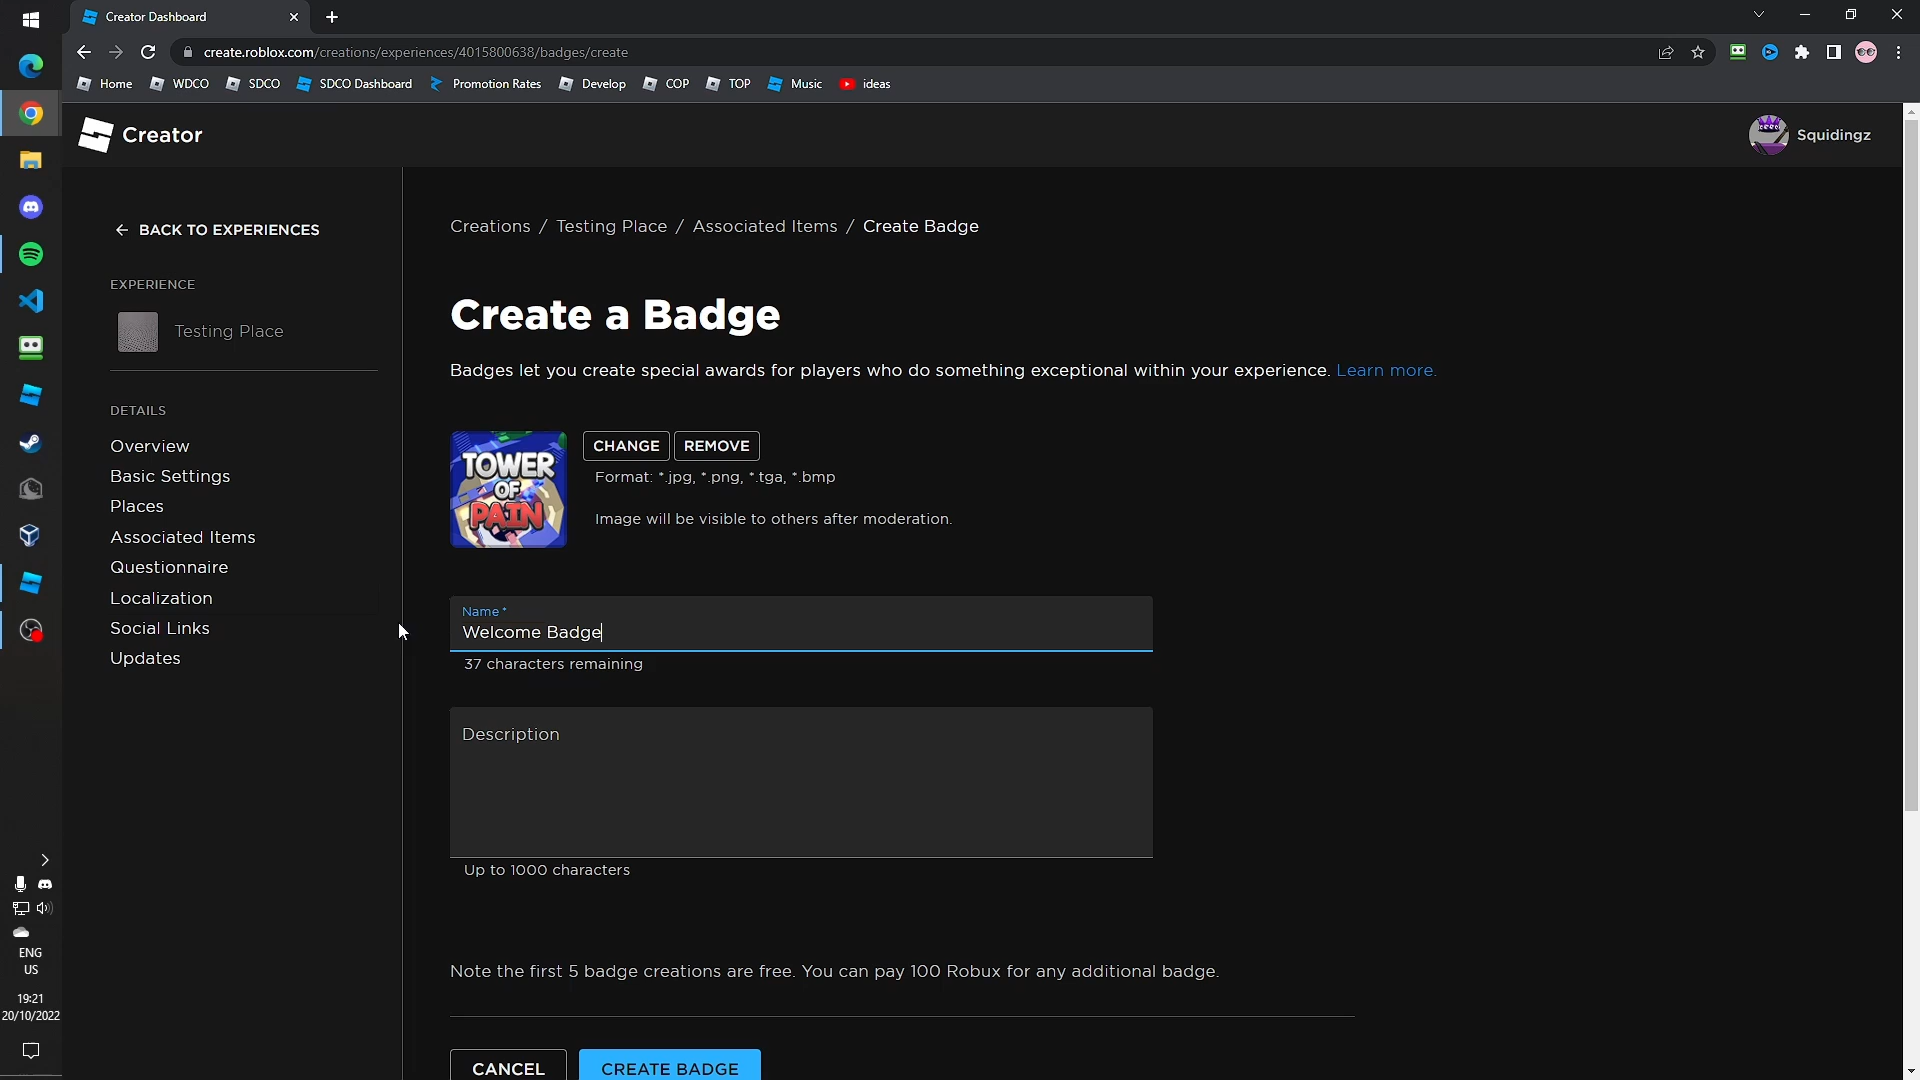 Creator Dashboard
create.roblox.com/creations/experiences/4015800638/badges/create
Home WDCO SDCO SDCO Dashboard Promotion Rates Develop COP TOP Music ideas
Creator
Squidingz
BACK TO EXPERIENCES
EXPERIENCE
Testing Place
DETAILS
Overview
Basic Settings
Places
Associated Items
Questionnaire
Localization
Social Links
Updates
Creations / Testing Place / Associated Items / Create Badge
Create a Badge
Badges let you create special awards for players who do something exceptional within your experience. Learn more.
TOWER
OF
PAIN
CHANGE REMOVE
Format: *.jpg, *.png, *.tga, *.bmp
Image will be visible to others after moderation.
Name *
Welcome Badge
37 characters remaining
Description
Up to 1000 characters
Note the first 5 badge creations are free. You can pay 100 Robux for any additional badge.
CANCEL CREATE BADGE
ENG
US
19:21
20/10/2022